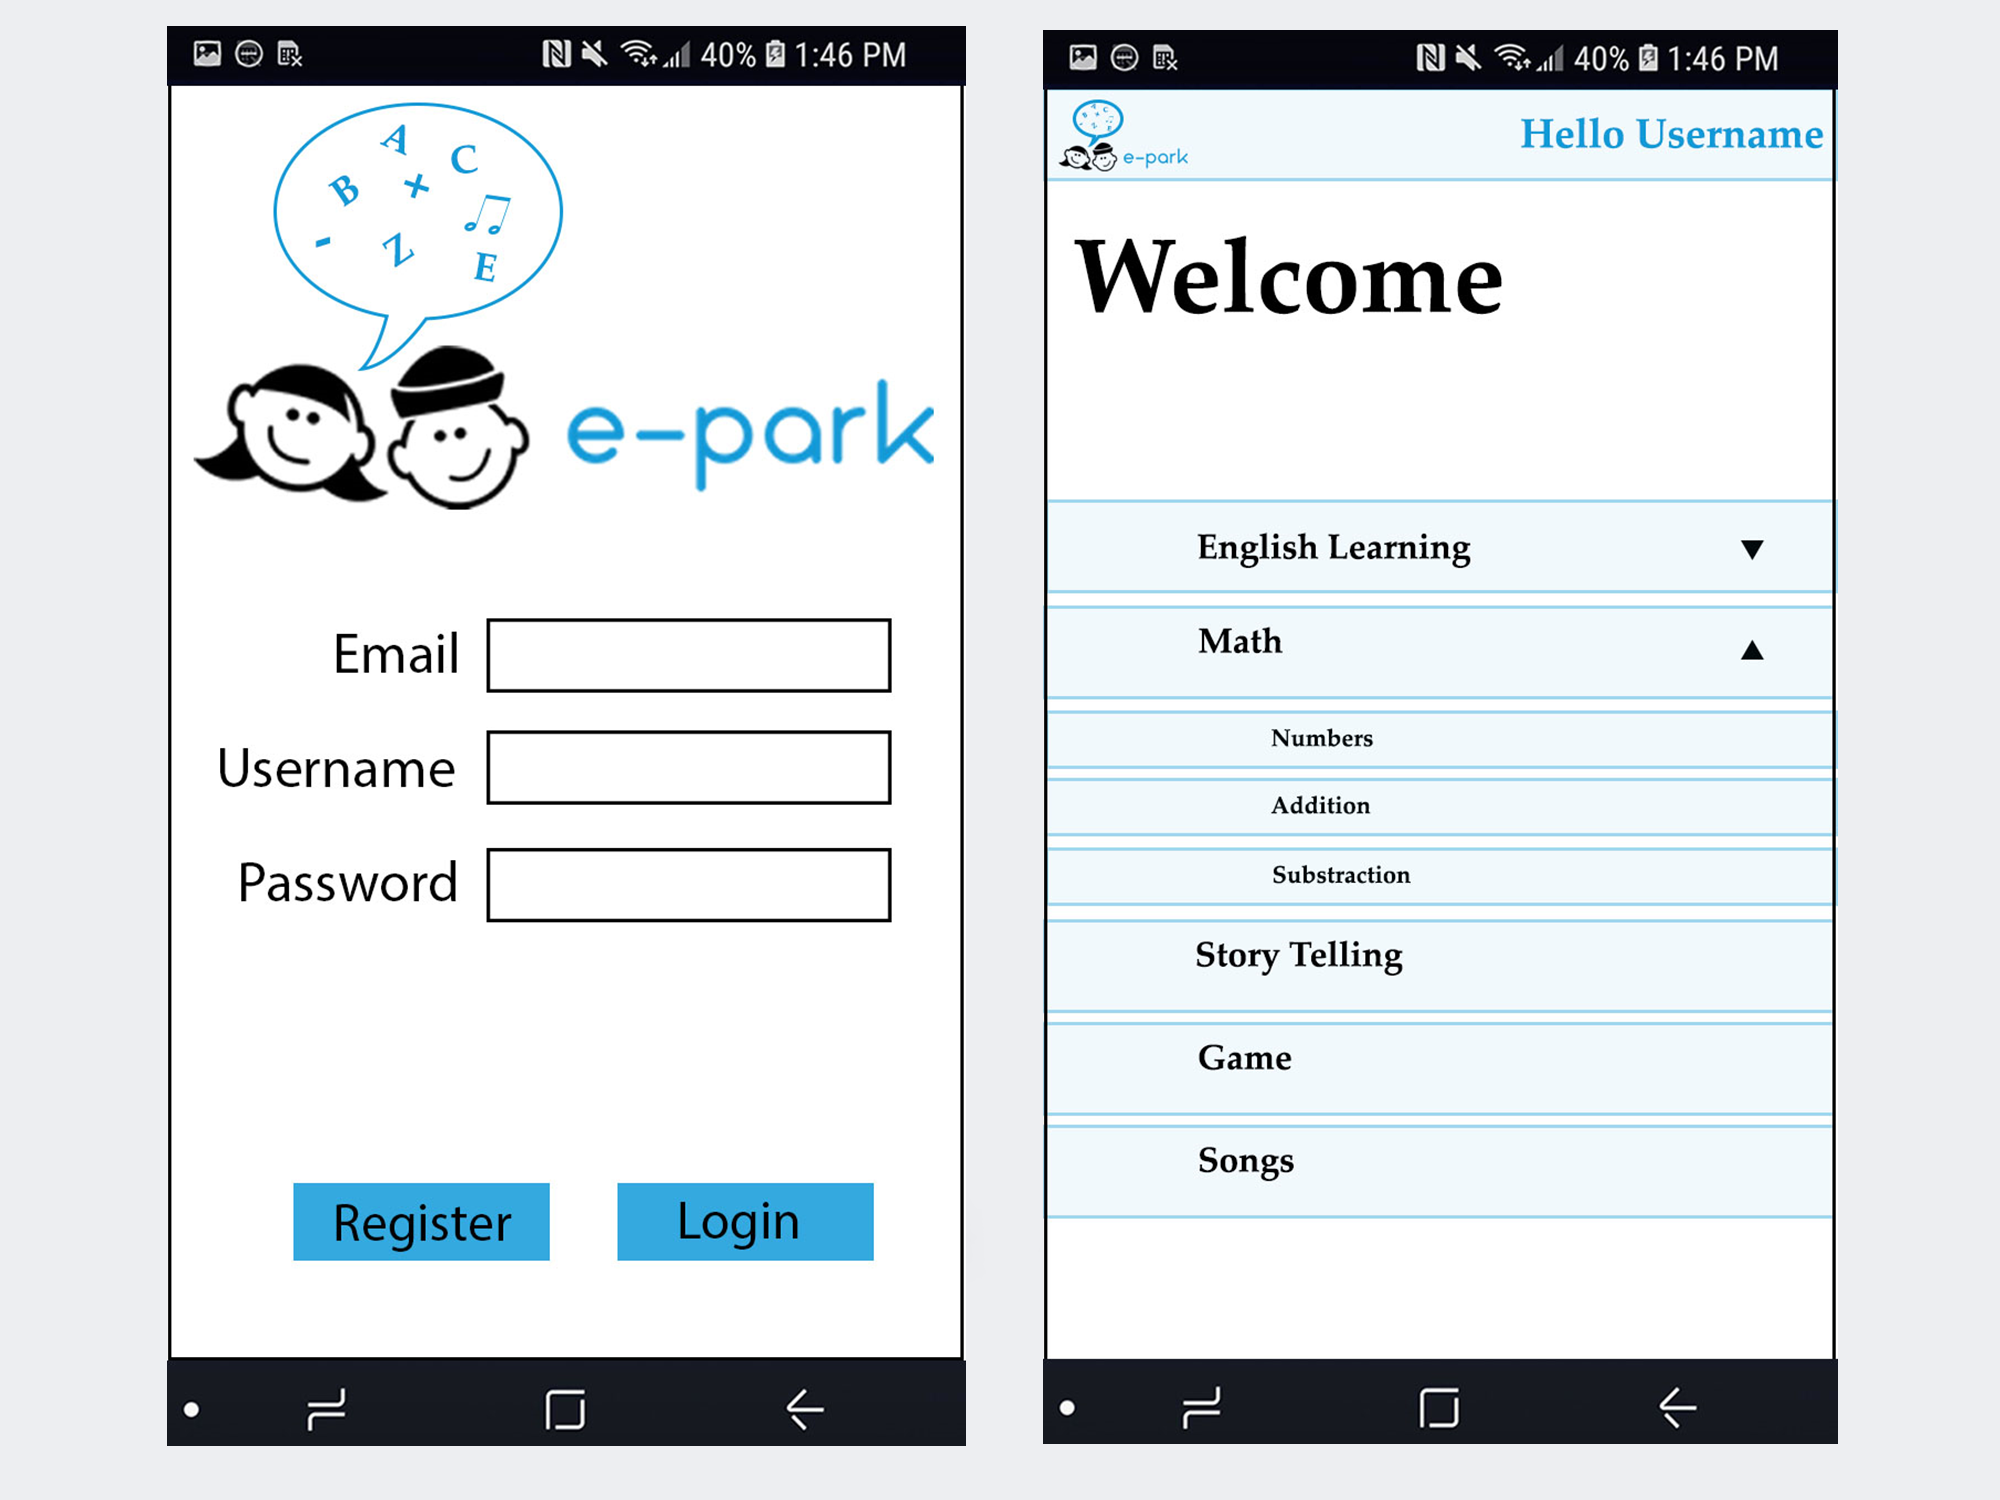 40% 1:46 PM
A
C
B
+
-
Z
E
e-park
Email
Username
Password
Register
Login
40% 1:46 PM
e-park
Hello Username
Welcome
English Learning
Math
Numbers
Addition
Substraction
Story Telling
Game
Songs